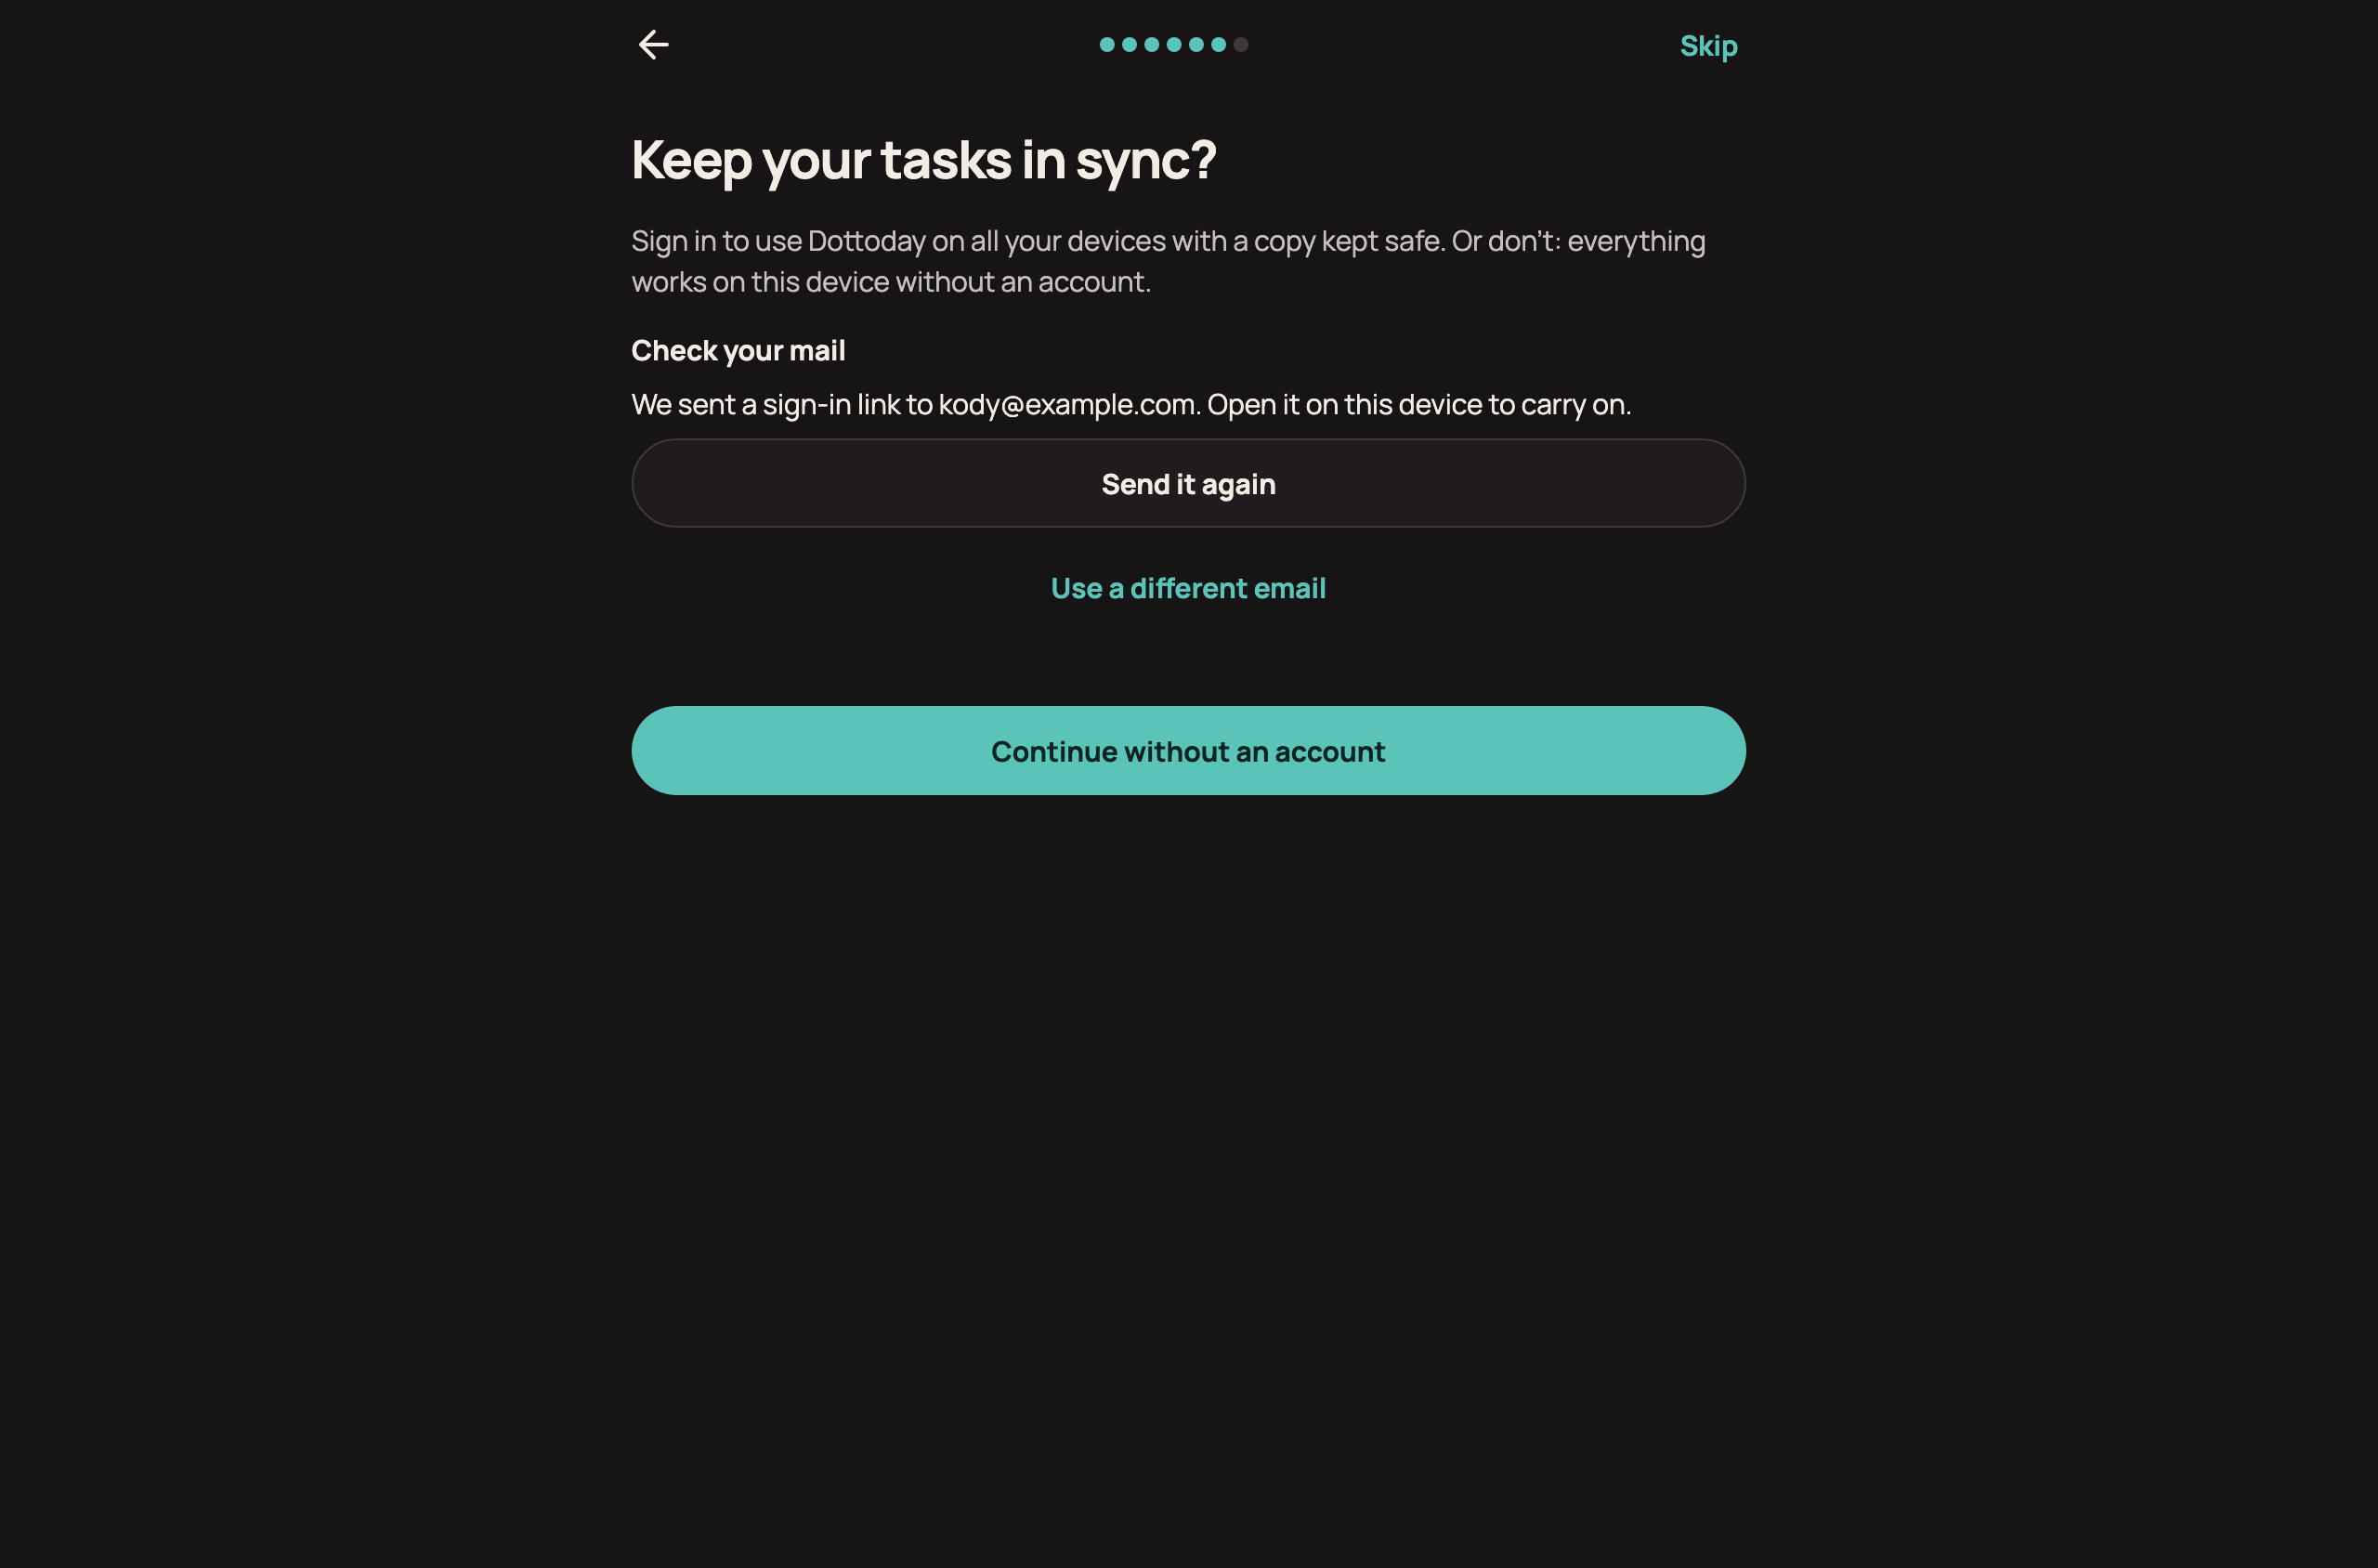 Skip
Keep your tasks in sync?
Sign in to use Dottoday on all your devices with a copy kept safe. Or don't: everything
works on this device without an account.
Check your mail
We sent a sign-in link to kody@example.com. Open it on this device to carry on.
Send it again
Use a different email
Continue without an account